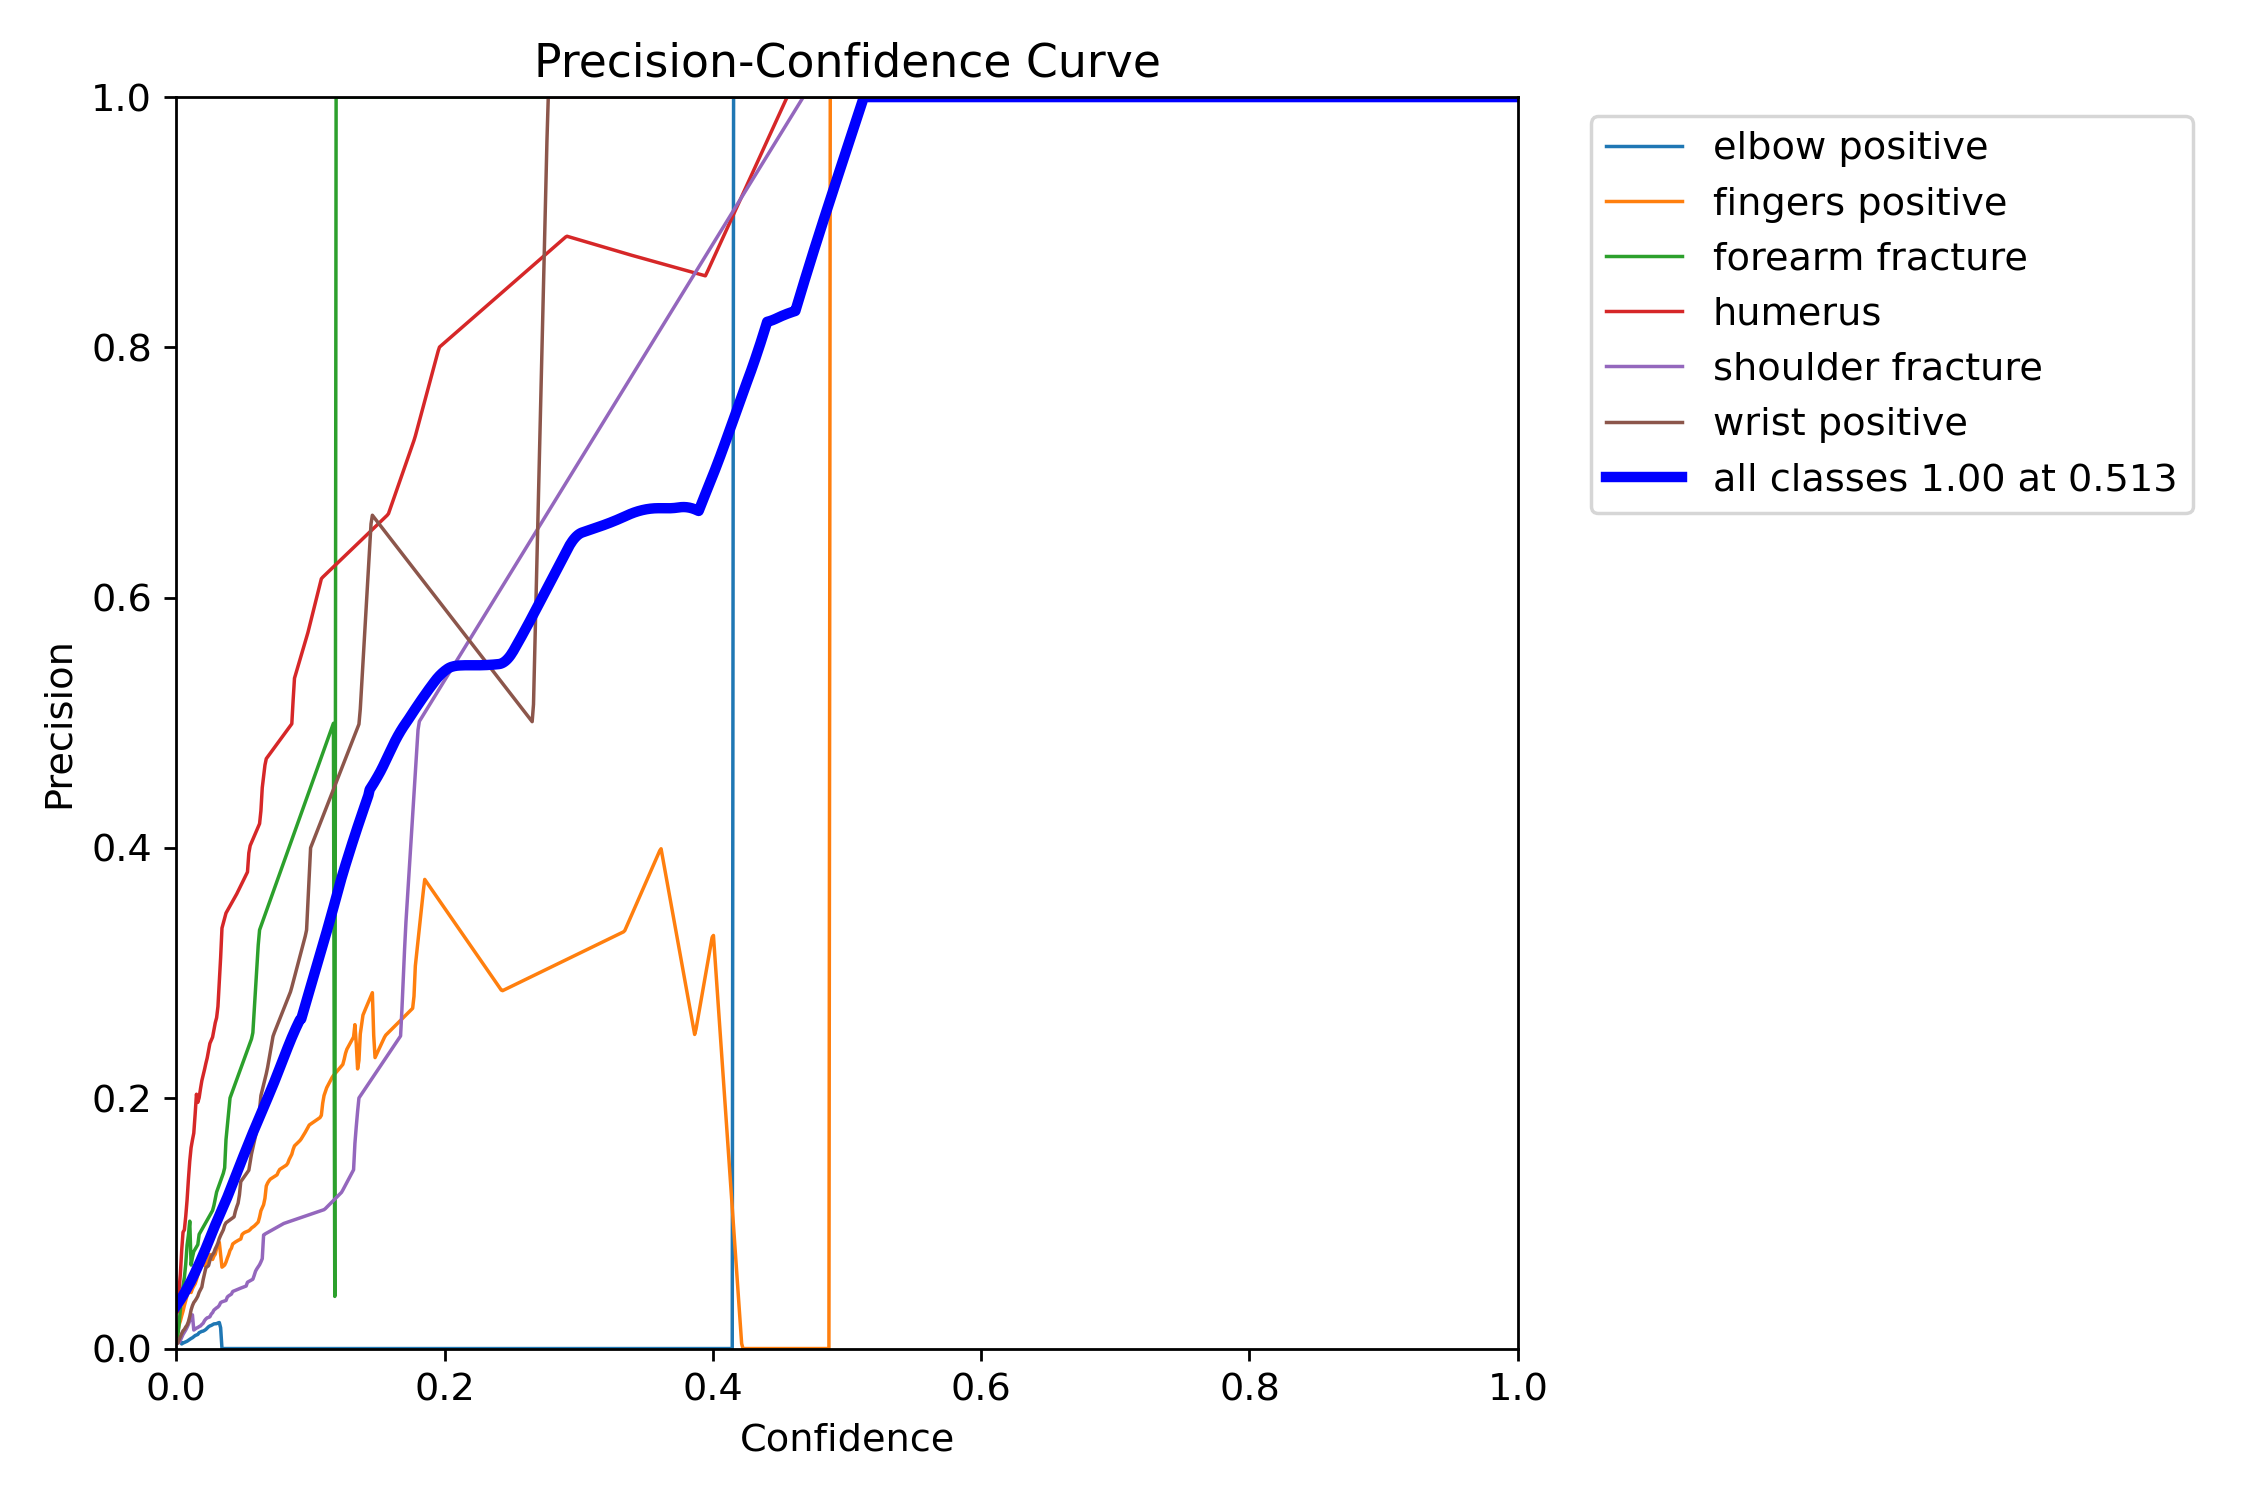 Precision-Confidence Curve
1.0
0.8
0.6
0.4
0.2
0.0
Precision
0.0 0.2 0.4 0.6 0.8 1.0
Confidence
elbow positive
fingers positive
forearm fracture
humerus
shoulder fracture
wrist positive
all classes 1.00 at 0.513